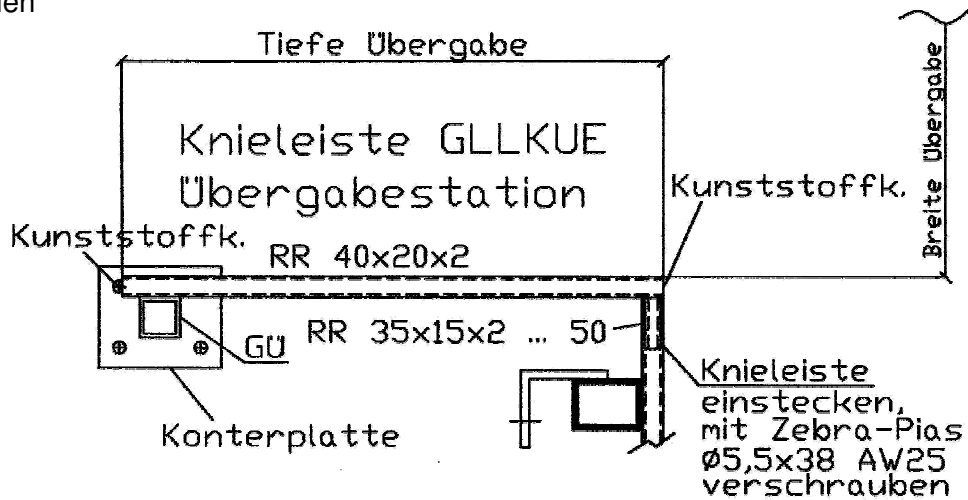 Tiefe Übergabe
Breite Übergabe
Knieleiste GLLKUE
Übergabestation
Kunststoffk.
Kunststoffk.
RR 40x20x2
RR 35x15x2 ... 50
GÜ
Konterplatte
Knieleiste
einstecken,
mit Zebra-Pias
Ø5,5x38 AW25
verschrauben